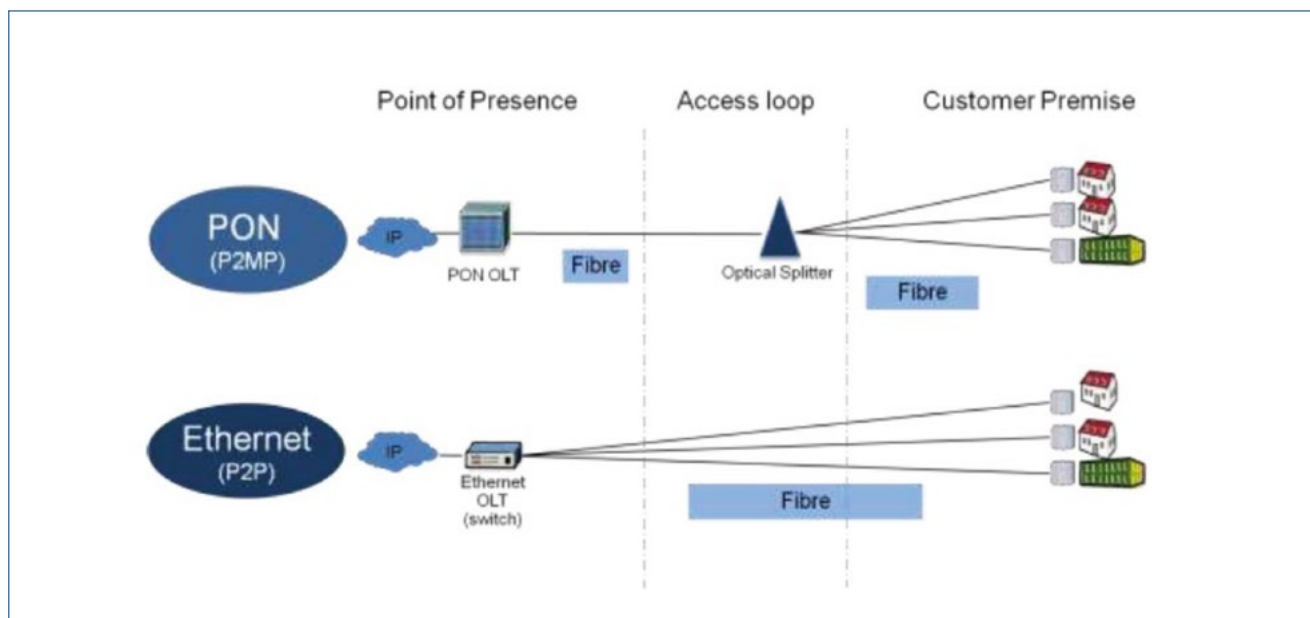 Point of Presence
Access loop
Customer Premise
PON
(P2MP)
IP
PON OLT
Fibre
Optical Splitter
Fibre
Ethernet
(P2P)
IP
Ethernet
OLT
(switch)
Fibre